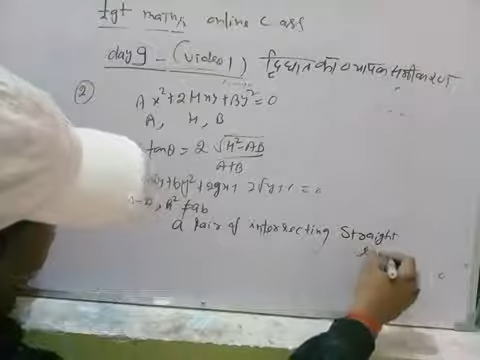 tgt maths online class
day 9 - (video 1) द्विघात का व्यापक समीकरण
②
Ax²+2Hxy+By²=0
A, H, B
tanθ = 2 √H²-AB / A+B
+by²+2gx+2fy+c=0
, h²≠ab
a pair of intersecting straight